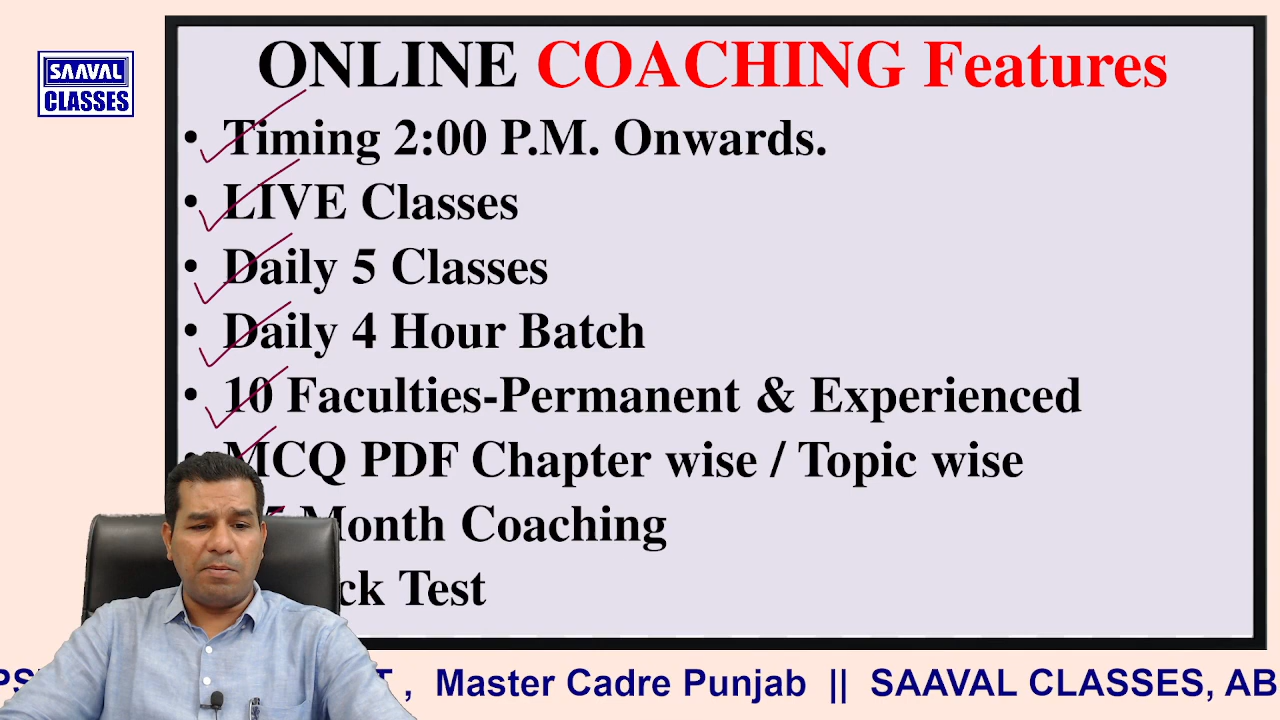 SAAVAL
CLASSES
ONLINE COACHING Features
• Timing 2:00 P.M. Onwards.
• LIVE Classes
• Daily 5 Classes
• Daily 4 Hour Batch
• 10 Faculties-Permanent & Experienced
• MCQ PDF Chapter wise / Topic wise
Month Coaching
Test
, Master Cadre Punjab || SAAVAL CLASSES, AB